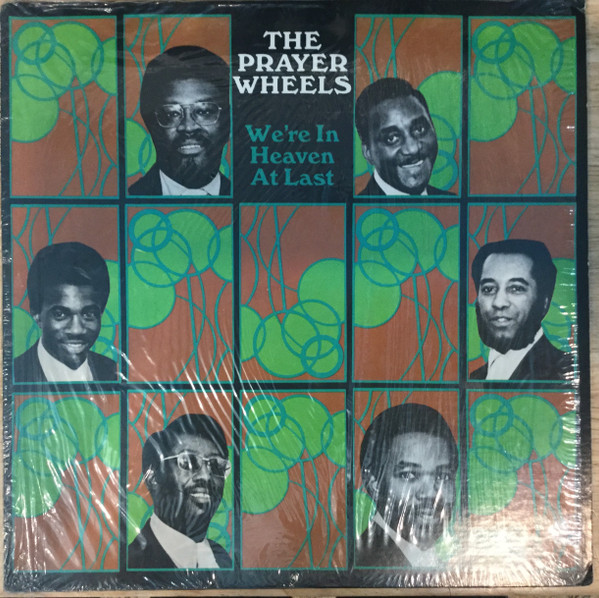 THE
PRAYER
WHEELS
We're In
Heaven
At Last